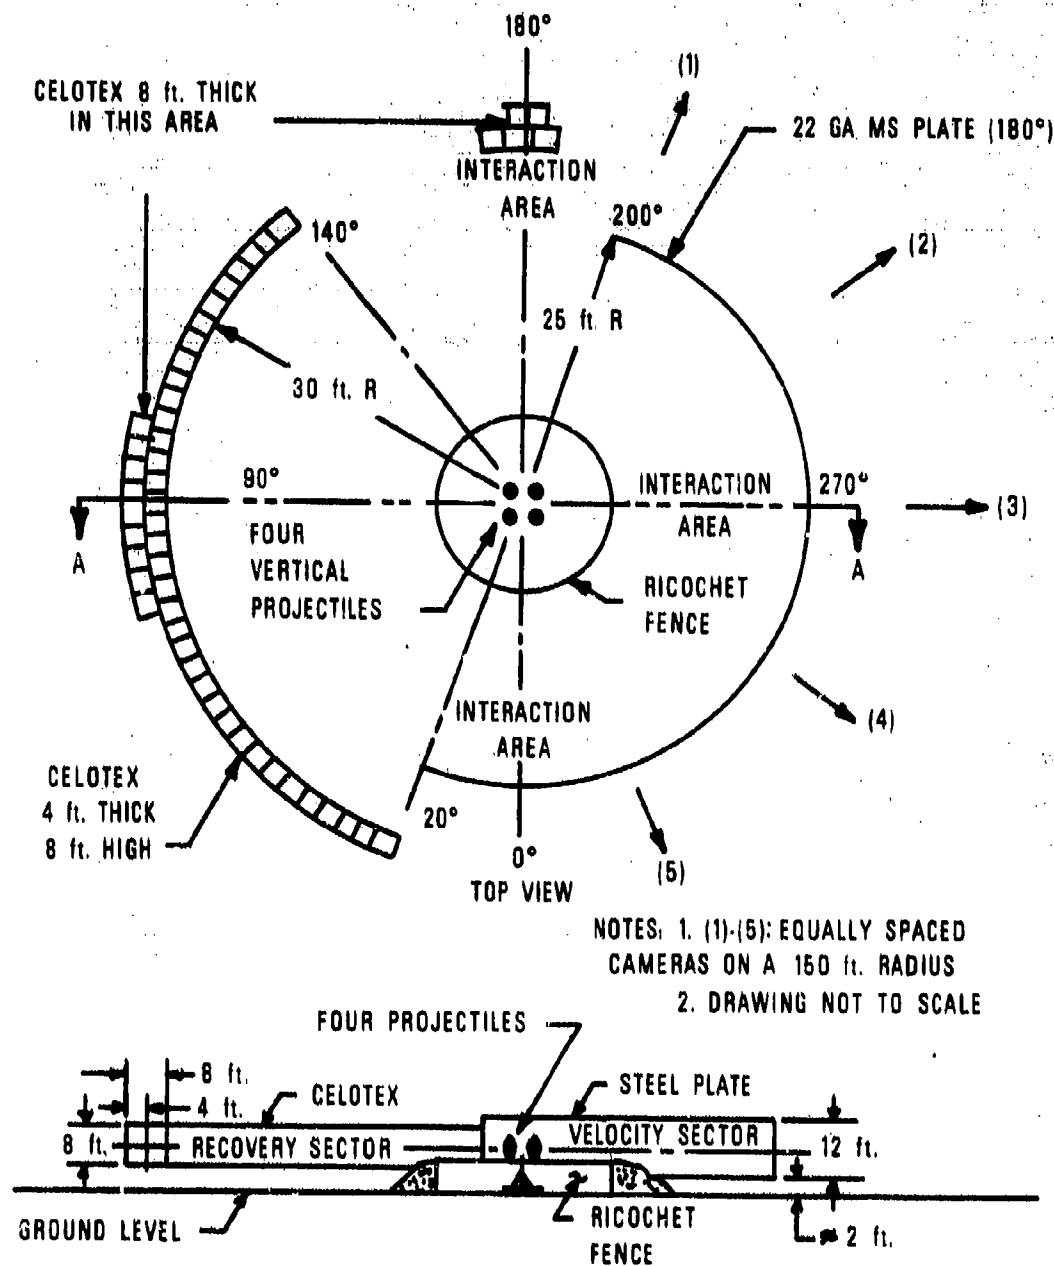 180°
(1)
CELOTEX 8 ft. THICK
IN THIS AREA
22 GA MS PLATE (180°)
INTERACTION
AREA
200°
140°
(2)
25 ft. R
30 ft. R
90°
INTERACTION
AREA
270°
(3)
A
A
FOUR
VERTICAL
PROJECTILES
RICOCHET
FENCE
INTERACTION
AREA
(4)
CELOTEX
4 ft. THICK
8 ft. HIGH
20°
0°
(5)
TOP VIEW
NOTES: 1. (1)-(5): EQUALLY SPACED
CAMERAS ON A 150 ft. RADIUS
2. DRAWING NOT TO SCALE
FOUR PROJECTILES
8 ft.
4 ft.
CELOTEX
STEEL PLATE
8 ft.
RECOVERY SECTOR
VELOCITY SECTOR
12 ft.
GROUND LEVEL
RICOCHET
FENCE
≈ 2 ft.